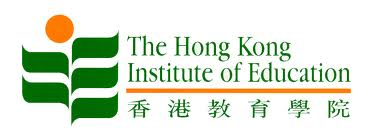 The Hong Kong
Institute of Education
香港教育學院